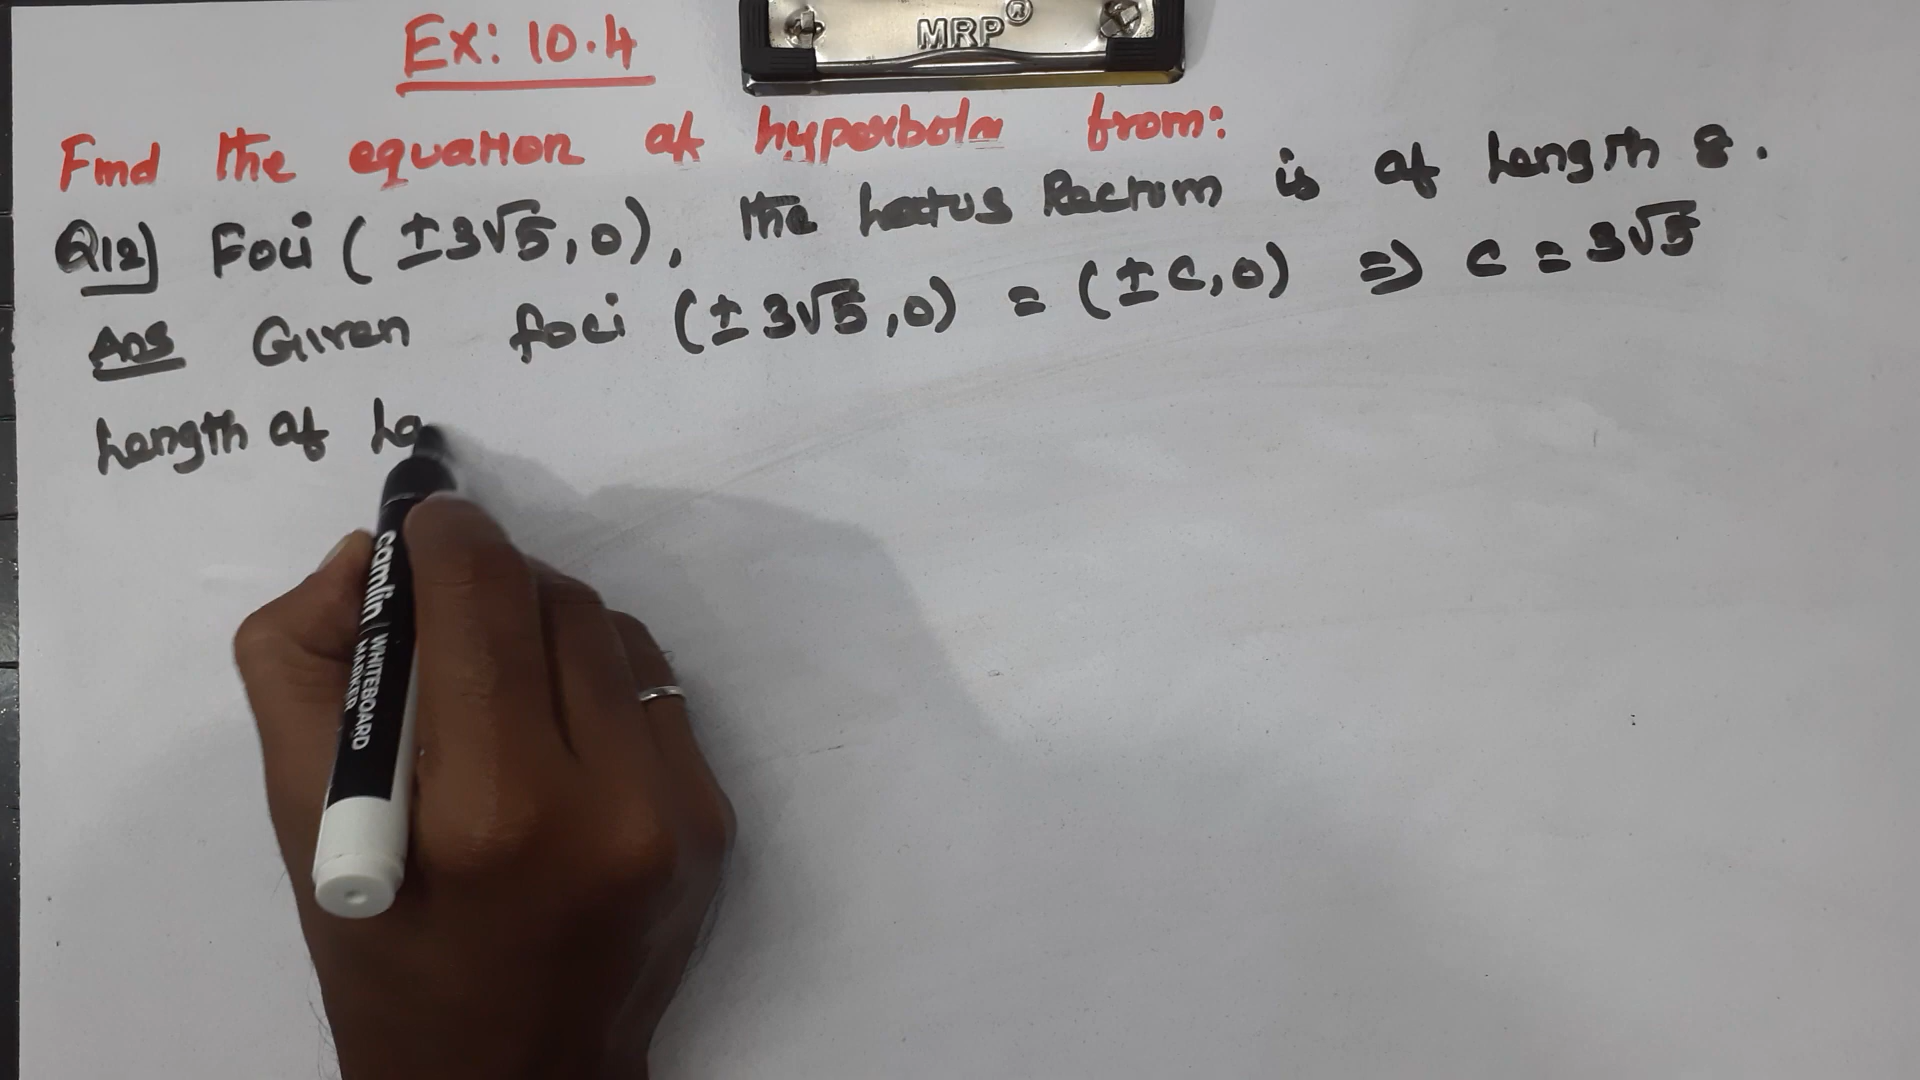 Ex: 10.4
MRP®
Find the equation of hyperbola from:
Q12) Foci (±3√5,0), the Latus Rectum is of Length 8.
Ans Given foci (±3√5,0) = (±c,0) => c = 3√5
Length of La
camlin WHITEBOARD MARKER